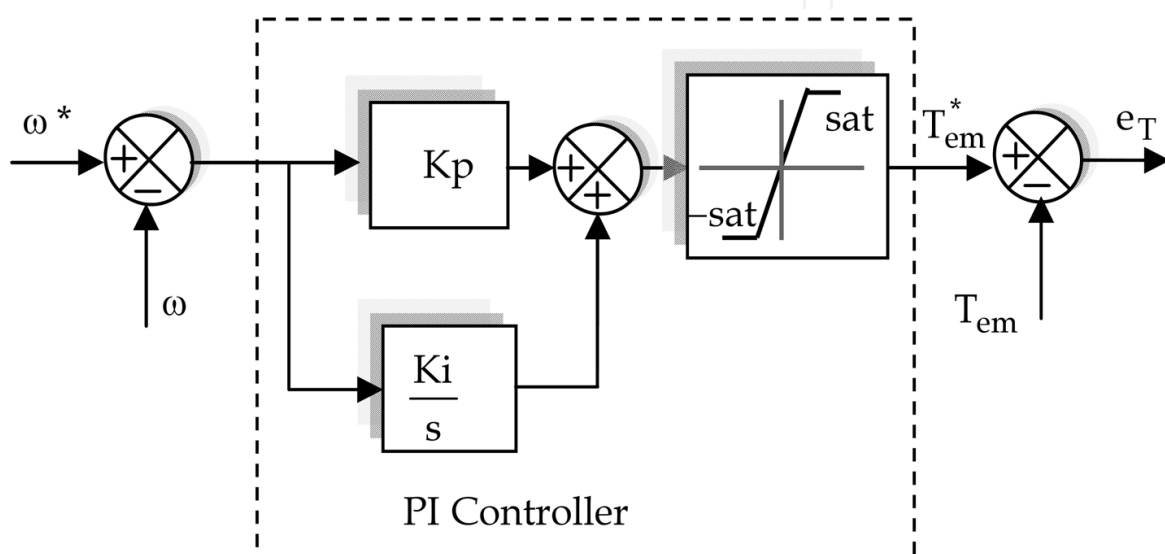 ω*
+
−
ω
Kp
+
+
Ki
s
sat
−sat
T*em
+
−
Tem
eT
PI Controller